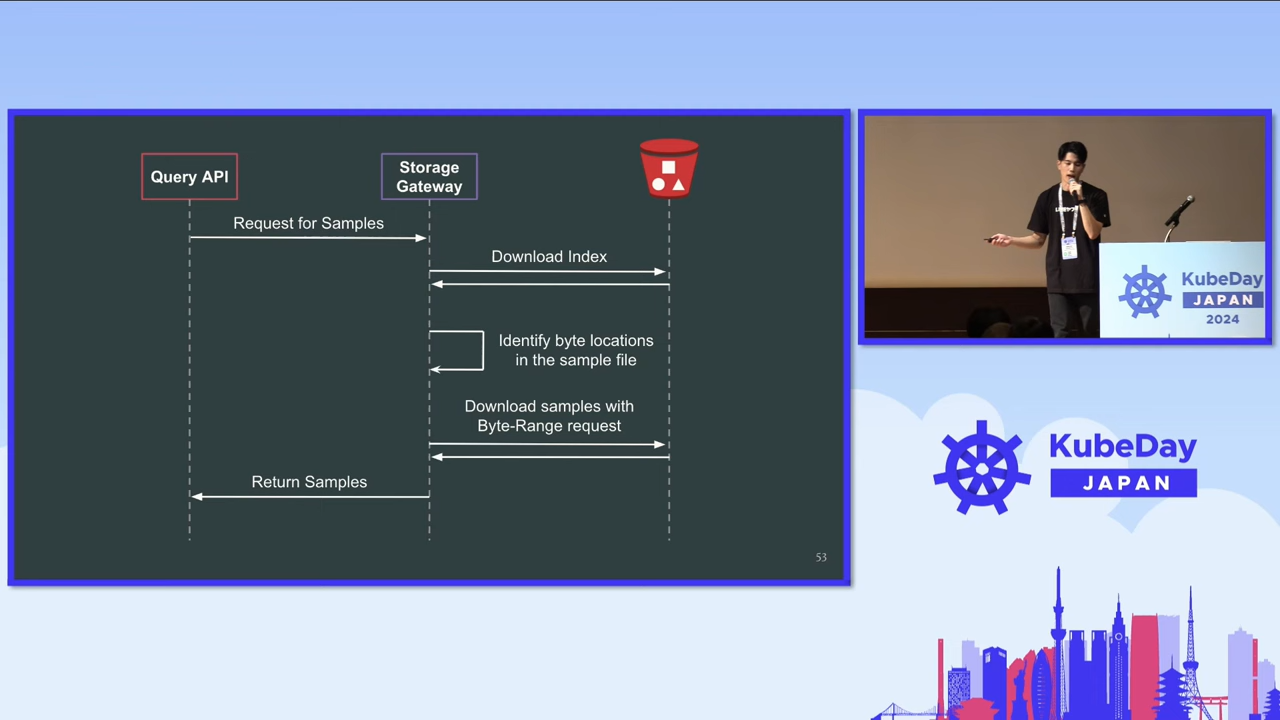 Query API
Storage
Gateway
Request for Samples
Download Index
Identify byte locations
in the sample file
Download samples with
Byte-Range request
Return Samples
53
KubeDay
JAPAN
2024
KubeDay
JAPAN